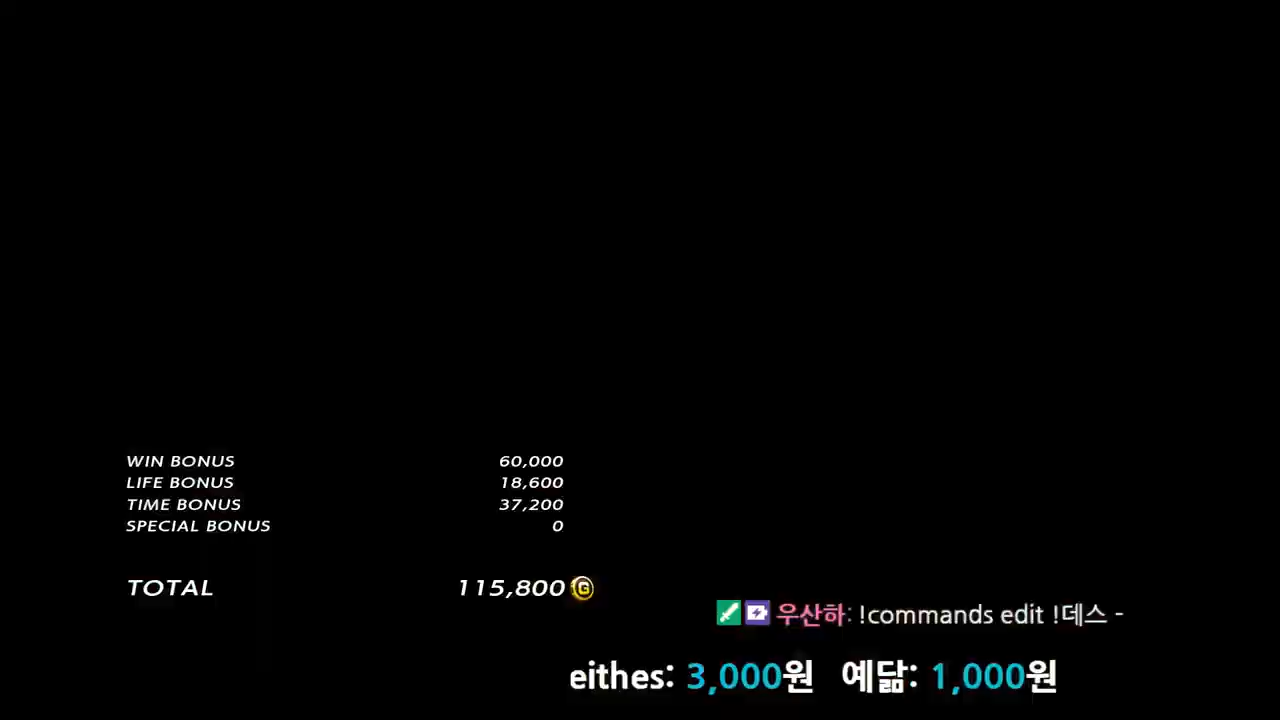 WIN BONUS 60,000
LIFE BONUS 18,600
TIME BONUS 37,200
SPECIAL BONUS 0
TOTAL 115,800 G
우산하: !commands edit !데스 -
eithes: 3,000원 예닮: 1,000원